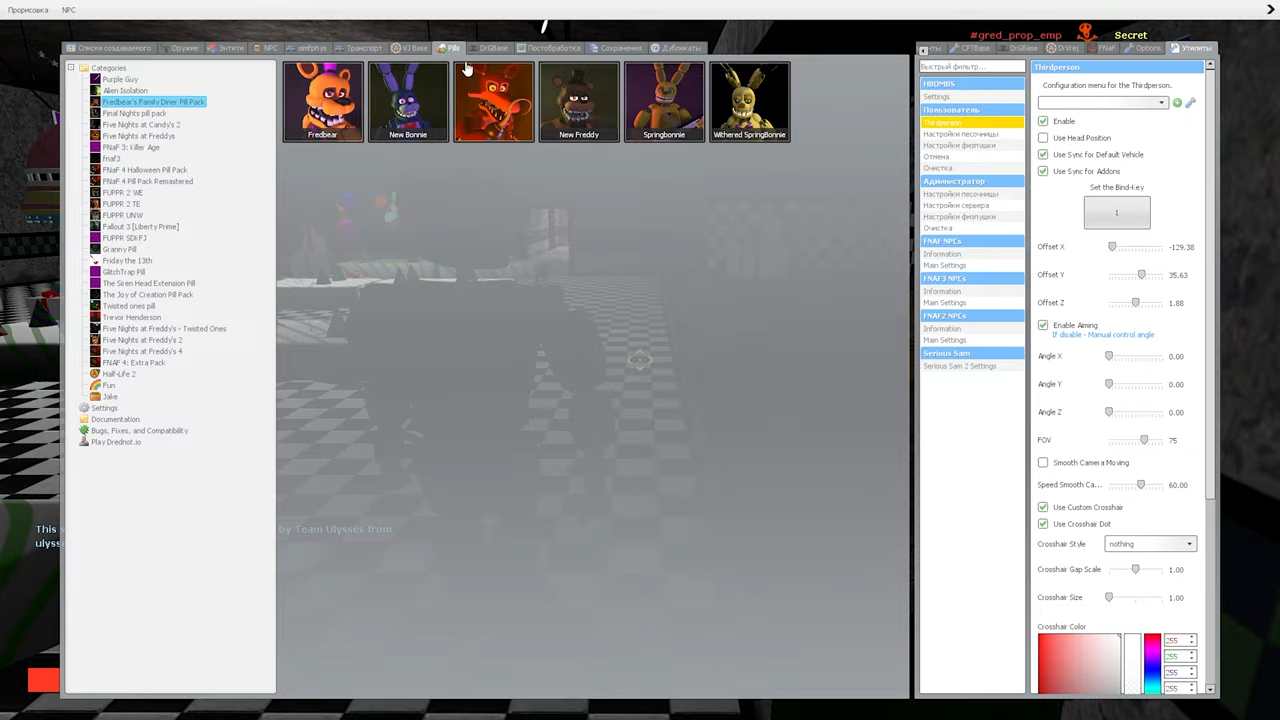 Прорисовка NPC
#gred_prop_emp Secret
Списки создаваемого Оружие Энтити NPC simfphys Транспорт VJ Base Pills DrGBase Постобработка Сохранения Дубликаты
CPTBase DrGBase DrVrej FNaF Options Утилиты
Categories
Purple Guy
Alien Isolation
Fredbear's Family Diner Pill Pack
Final Nights pill pack
Five Nights at Candy's 2
Five Nights at Freddys
FNaF 3: Killer Age
fnaf3
FNaF 4 Halloween Pill Pack
FNAF 4 Pill Pack Remastered
FUPPR 2 WE
FUPPR 2 TE
FUPPR UNW
Fallout 3 [Liberty Prime]
FUPPR SDKFJ
Granny Pill
Friday the 13th
GlitchTrap Pill
The Siren Head Extension Pill
The Joy of Creation Pill Pack
Twisted ones pill
Trevor Henderson
Five Nights at Freddy's - Twisted Ones
Five Nights at Freddy's 2
Five Nights at Freddy's 4
FNAF 4: Extra Pack
Half-Life 2
Fun
Jake
Settings
Documentation
Bugs, Fixes, and Compatibility
Play Drednot.io
Fredbear
New Bonnie
New Freddy
Springbonnie
Withered SpringBonnie
This s
by Team Ulysses from
ulyss
Быстрый фильтр...
HBOMBS
Settings
Пользователь
Thirdperson
Настройки песочницы
Настройки физпушки
Отмена
Очистка
Администратор
Настройки песочницы
Настройки сервера
Настройки физпушки
Очистка
FNAF NPCs
Information
Main Settings
FNAF3 NPCs
Information
Main Settings
FNAF2 NPCs
Information
Main Settings
Serious Sam
Serious Sam 2 Settings
Thirdperson
Configuration menu for the Thirdperson.
Enable
Use Head Position
Use Sync for Default Vehicle
Use Sync for Addons
Set the Bind-Key
1
Offset X -129.38
Offset Y 35.63
Offset Z 1.88
Enable Aiming
If disable - Manual control angle
Angle X 0.00
Angle Y 0.00
Angle Z 0.00
FOV 75
Smooth Camera Moving
Speed Smooth Ca... 60.00
Use Custom Crosshair
Use Crosshair Dot
Crosshair Style nothing
Crosshair Gap Scale 1.00
Crosshair Size 1.00
Crosshair Color
255
255
255
255